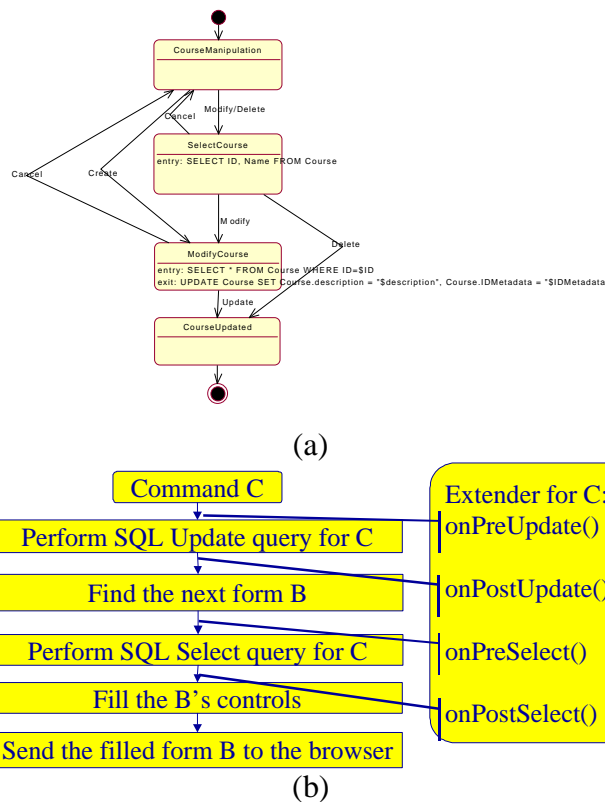 CourseManipulation
Modify/Delete
Cancel
SelectCourse
entry: SELECT ID, Name FROM Course
Cancel
Create
Modify
Delete
ModifyCourse
entry: SELECT * FROM Course WHERE ID=$ID
exit: UPDATE Course SET Course.description = "$description", Course.IDMetadata = "$IDMetadata
Update
CourseUpdated
(a)
Command C
Extender for C:
onPreUpdate()
Perform SQL Update query for C
onPostUpdate()
Find the next form B
onPreSelect()
Perform SQL Select query for C
Fill the B's controls
onPostSelect()
Send the filled form B to the browser
(b)